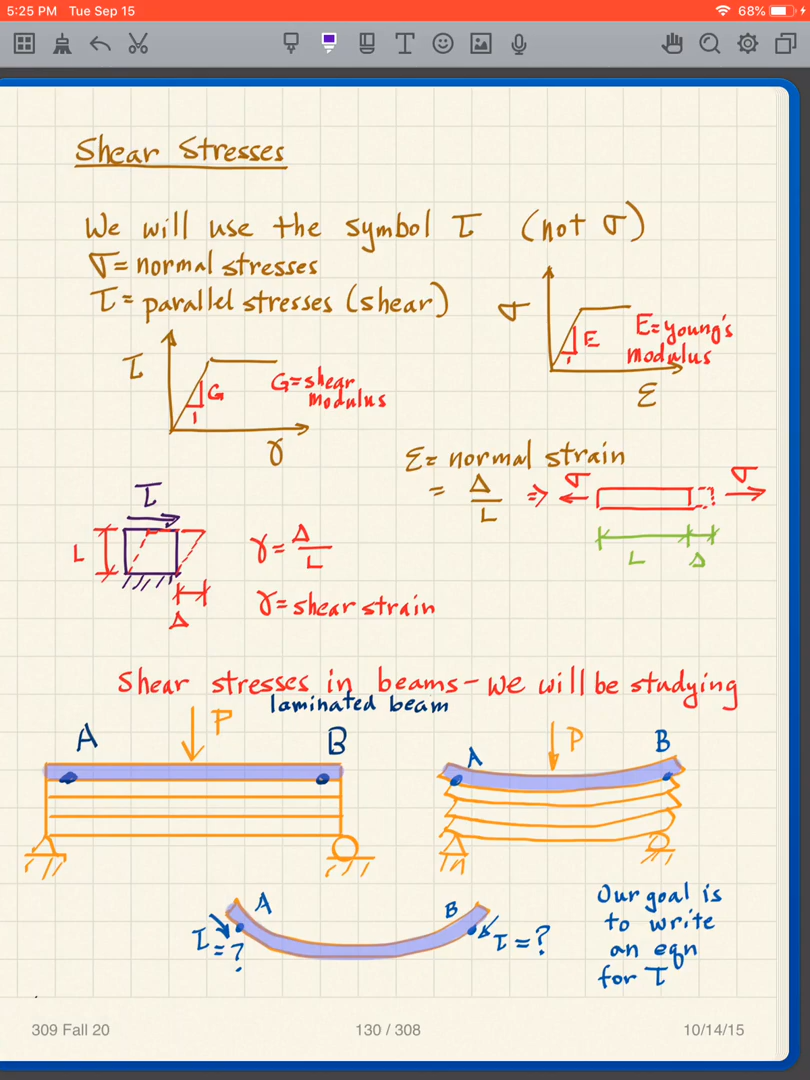 5:25 PM Tue Sep 15
68%
Shear Stresses
We will use the symbol τ (not σ)
σ = normal stresses
τ = parallel stresses (shear)
σ
E
1
E = young's
modulus
ε
τ
G
1
G = shear
modulus
γ
ε = normal strain
= Δ/L ⇒
σ
σ
L
Δ
τ
L
Δ
γ = Δ/L
γ = shear strain
Shear stresses in beams - we will be studying
laminated beam
A
P
B
A
P
B
A
B
τ = ?
τ = ?
Our goal is
to write
an eqn
for τ
309 Fall 20
130 / 308
10/14/15